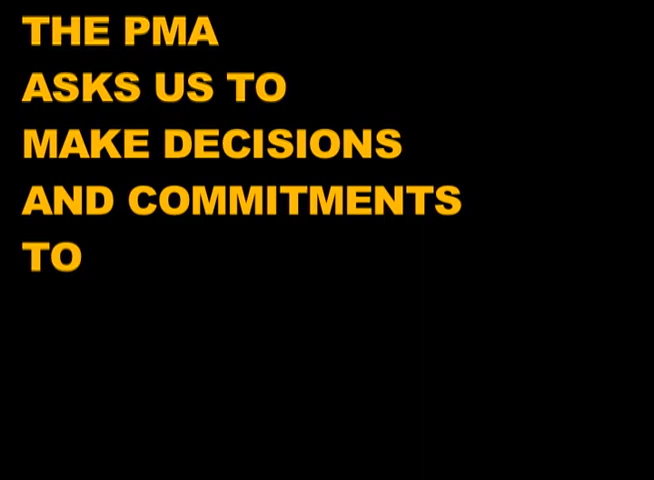 THE PMA
ASKS US TO
MAKE DECISIONS
AND COMMITMENTS
TO